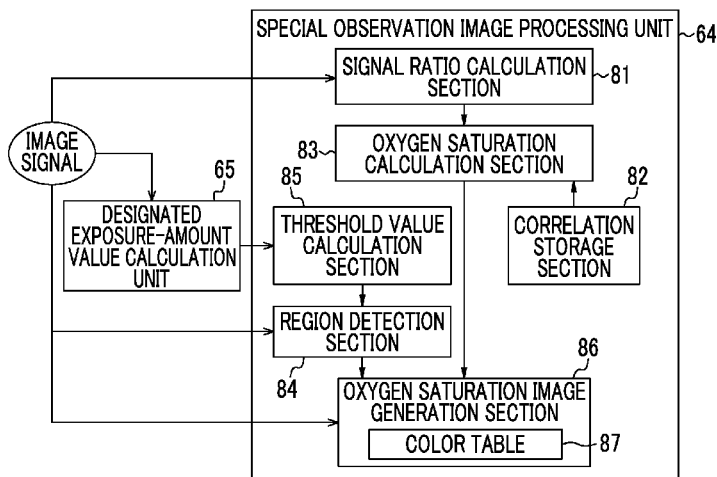 SPECIAL OBSERVATION IMAGE PROCESSING UNIT
64
SIGNAL RATIO CALCULATION
SECTION
81
IMAGE
SIGNAL
83
OXYGEN SATURATION
CALCULATION SECTION
65
85
82
DESIGNATED
EXPOSURE-AMOUNT
VALUE CALCULATION
UNIT
THRESHOLD VALUE
CALCULATION
SECTION
CORRELATION
STORAGE
SECTION
REGION DETECTION
SECTION
84
86
OXYGEN SATURATION IMAGE
GENERATION SECTION
COLOR TABLE
87